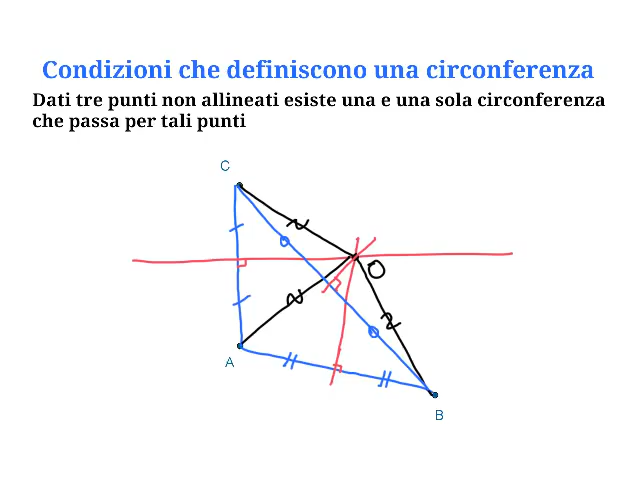 Condizioni che definiscono una circonferenza
Dati tre punti non allineati esiste una e una sola circonferenza
che passa per tali punti
C
O
A
B